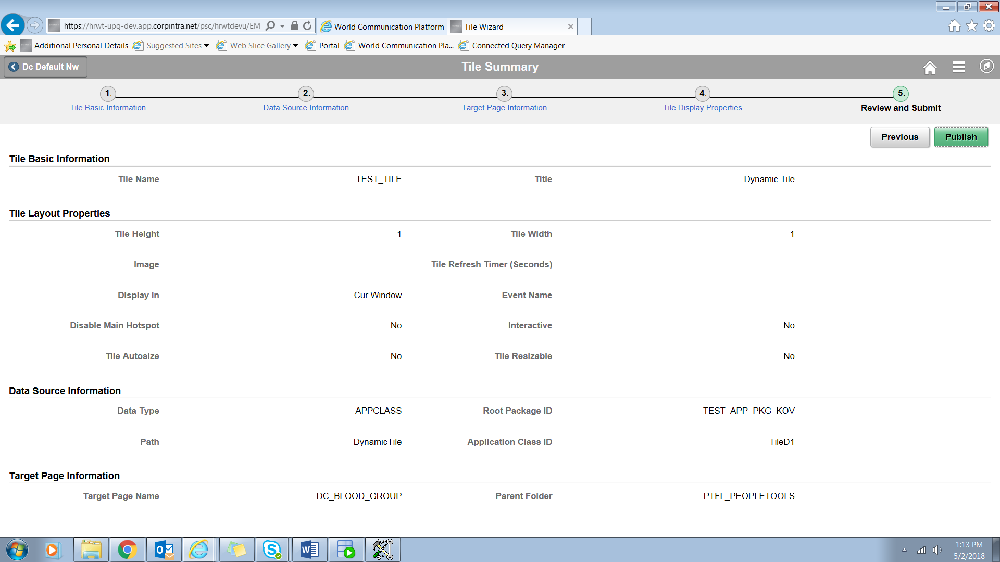 https://hrwt-upg-dev.app.corpintra.net/psc/hrwtdevu/EMI
World Communication Platform
Tile Wizard
Additional Personal Details
Suggested Sites
Web Slice Gallery
Portal
World Communication Pla...
Connected Query Manager
Dc Default Nw
Tile Summary
1.
2.
3.
4.
5.
Tile Basic Information
Data Source Information
Target Page Information
Tile Display Properties
Review and Submit
Previous
Publish
Tile Basic Information
Tile Name TEST_TILE Title Dynamic Tile
Tile Layout Properties
Tile Height 1 Tile Width 1
Image Tile Refresh Timer (Seconds)
Display In Cur Window Event Name
Disable Main Hotspot No Interactive No
Tile Autosize No Tile Resizable No
Data Source Information
Data Type APPCLASS Root Package ID TEST_APP_PKG_KOV
Path DynamicTile Application Class ID TileD1
Target Page Information
Target Page Name DC_BLOOD_GROUP Parent Folder PTFL_PEOPLETOOLS
1:13 PM
5/2/2018